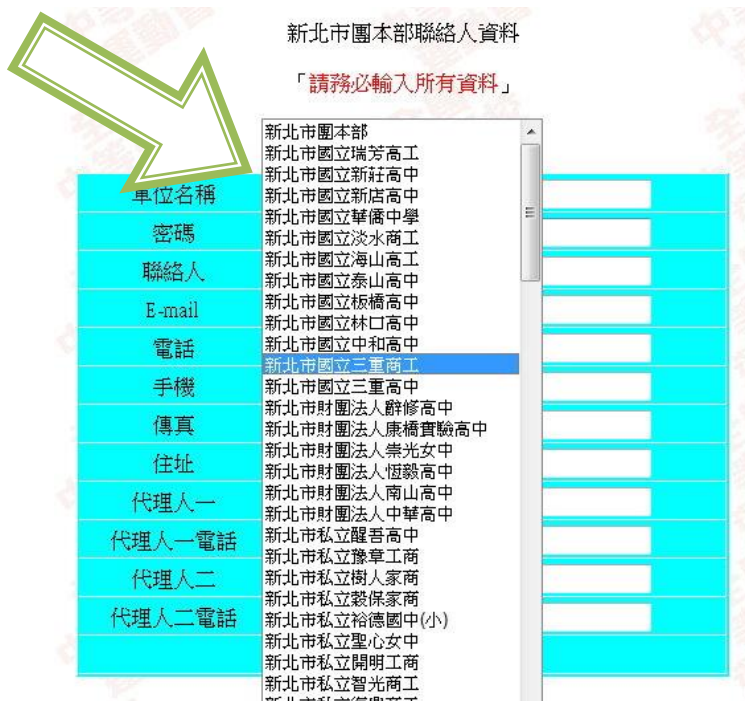 新北市團本部聯絡人資料
「請務必輸入所有資料」
單位名稱
密碼
聯絡人
E-mail
電話
手機
傳真
住址
代理人一
代理人一電話
代理人二
代理人二電話
新北市團本部
新北市國立瑞芳高工
新北市國立新莊高中
新北市國立新店高中
新北市國立華僑中學
新北市國立淡水商工
新北市國立海山高工
新北市國立泰山高中
新北市國立板橋高中
新北市國立林口高中
新北市國立中和高中
新北市國立三重商工
新北市國立三重高中
新北市財團法人辭修高中
新北市財團法人康橋實驗高中
新北市財團法人崇光女中
新北市財團法人恆毅高中
新北市財團法人南山高中
新北市財團法人中華高中
新北市私立醒吾高中
新北市私立豫章工商
新北市私立樹人家商
新北市私立穀保家商
新北市私立裕德國中(小)
新北市私立聖心女中
新北市私立開明工商
新北市私立智光商工